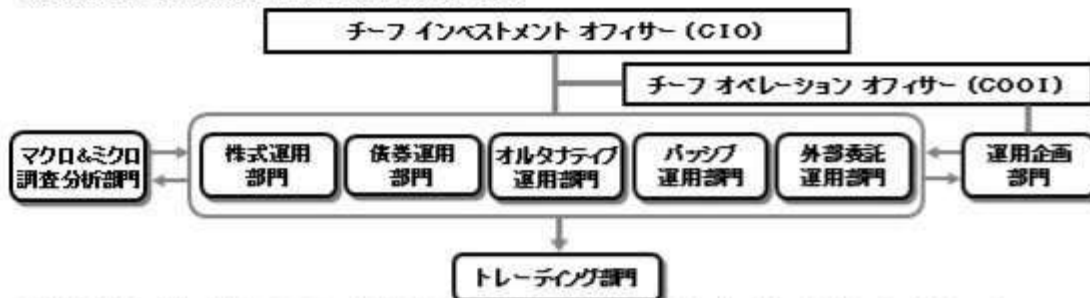 チーフ インベストメント オフィサー (CIO)
チーフ オペレーション オフィサー (COOI)
マクロ&ミクロ
調査分析部門
株式運用
部門
債券運用
部門
オルタナティブ
運用部門
パッシブ
運用部門
外部委託
運用部門
運用企画
部門
トレーディング部門